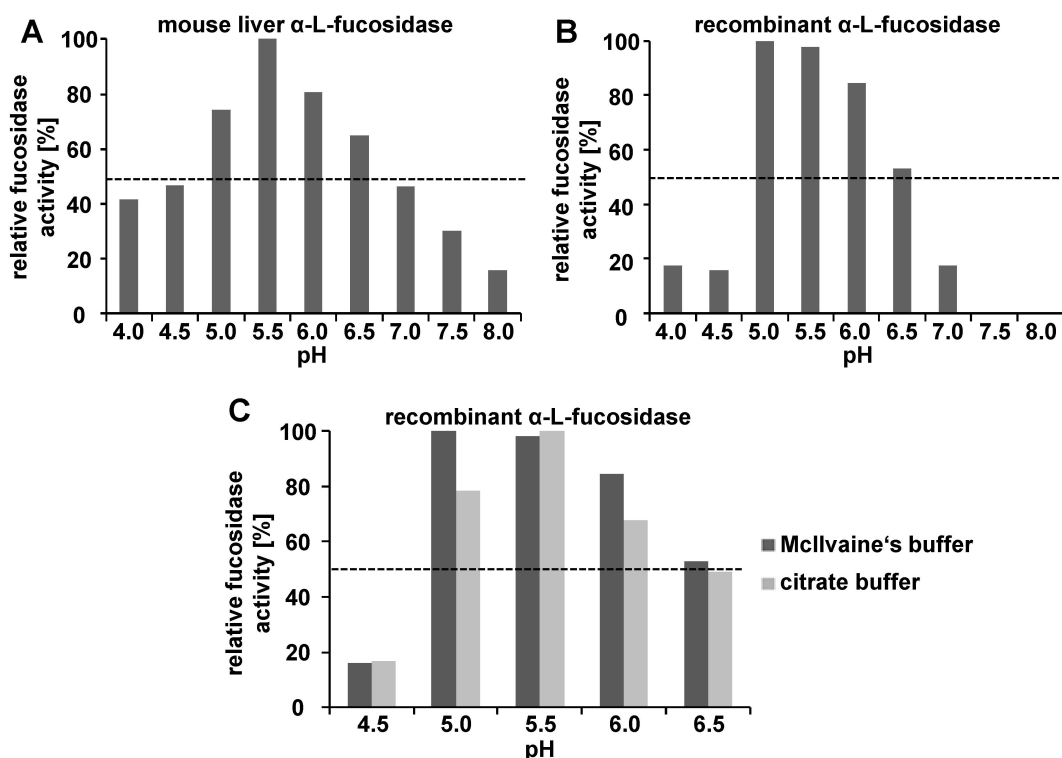 A
mouse liver α-L-fucosidase
relative fucosidase
activity [%]
100
80
60
40
20
0
4.0 4.5 5.0 5.5 6.0 6.5 7.0 7.5 8.0
pH
B
recombinant α-L-fucosidase
relative fucosidase
activity [%]
100
80
60
40
20
0
4.0 4.5 5.0 5.5 6.0 6.5 7.0 7.5 8.0
pH
C
recombinant α-L-fucosidase
relative fucosidase
activity [%]
100
80
60
40
20
0
4.5 5.0 5.5 6.0 6.5
pH
McIlvaine‘s buffer
citrate buffer